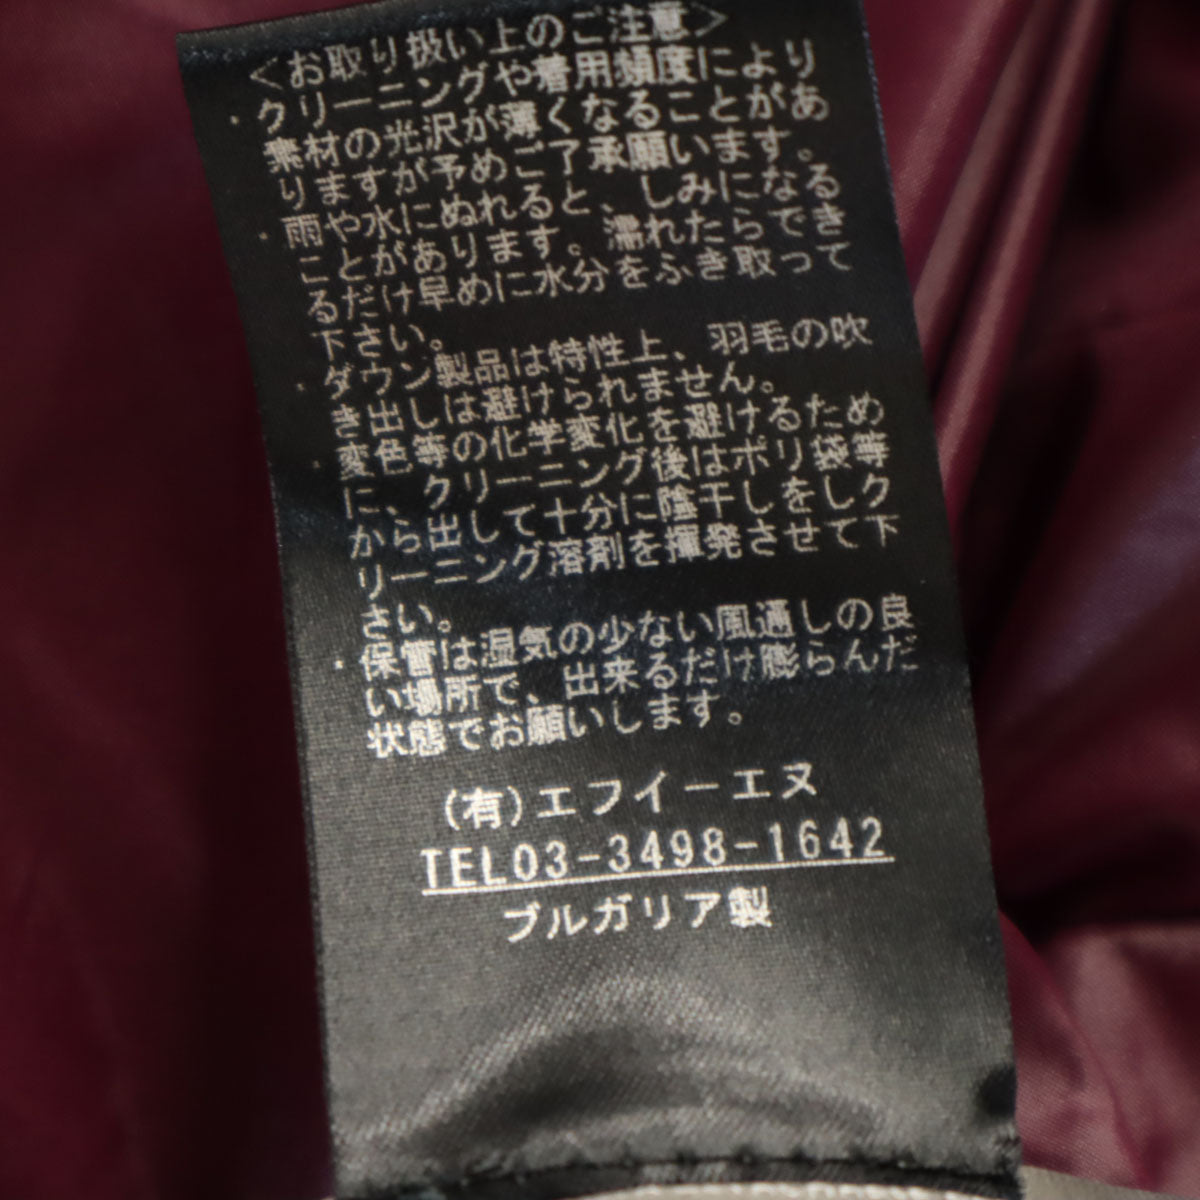 <お取り扱い上のご注意>
・クリーニングや着用頻度により
素材の光沢が薄くなることがあ
りますが予めご了承願います。
・雨や水にぬれると、しみになる
ことがあります。濡れたらでき
るだけ早めに水分をふき取って
下さい。
・ダウン製品は特性上、羽毛の吹
き出しは避けられません。
・変色等の化学変化を避けるため
に、クリーニング後はポリ袋等
から出して十分に陰干しをしク
リーニング溶剤を揮発させて下
さい。
・保管は湿気の少ない風通しの良
い場所で、出来るだけ膨らんだ
状態でお願いします。
(有)エフイーエヌ
TEL03-3498-1642
ブルガリア製